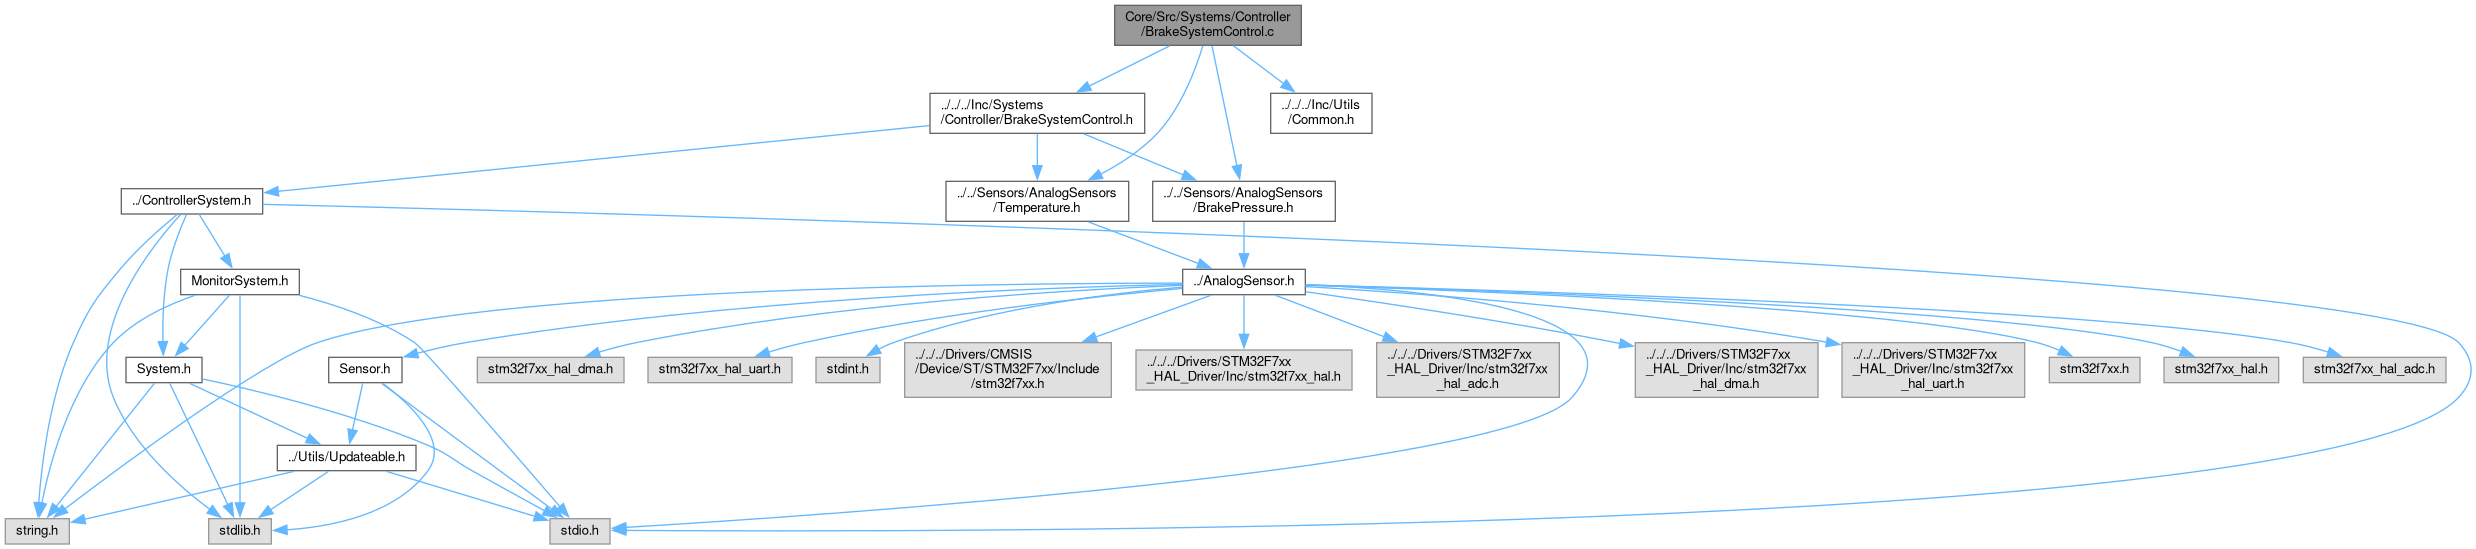 Core/Src/Systems/Controller
/BrakeSystemControl.c
../../../Inc/Systems
/Controller/BrakeSystemControl.h
../../../Inc/Utils
/Common.h
../ControllerSystem.h
../../Sensors/AnalogSensors
/Temperature.h
../../Sensors/AnalogSensors
/BrakePressure.h
MonitorSystem.h
../AnalogSensor.h
System.h
Sensor.h
stm32f7xx_hal_dma.h
stm32f7xx_hal_uart.h
stdint.h
../../../Drivers/CMSIS
/Device/ST/STM32F7xx/Include
/stm32f7xx.h
../../../Drivers/STM32F7xx
_HAL_Driver/Inc/stm32f7xx_hal.h
../../../Drivers/STM32F7xx
_HAL_Driver/Inc/stm32f7xx
_hal_adc.h
../../../Drivers/STM32F7xx
_HAL_Driver/Inc/stm32f7xx
_hal_dma.h
../../../Drivers/STM32F7xx
_HAL_Driver/Inc/stm32f7xx
_hal_uart.h
stm32f7xx.h
stm32f7xx_hal.h
stm32f7xx_hal_adc.h
../Utils/Updateable.h
string.h
stdlib.h
stdio.h